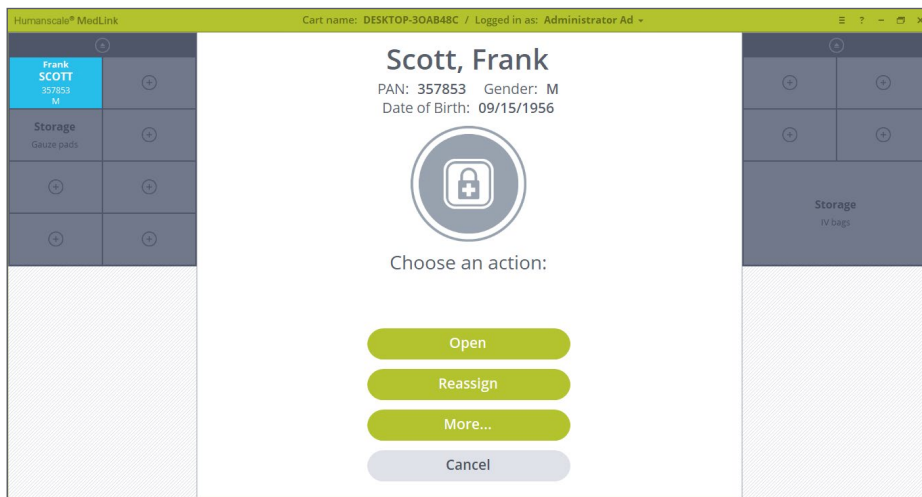 Humanscale® MedLink
Cart name: DESKTOP-3OAB48C / Logged in as: Administrator Ad
?
Frank
SCOTT
357853
M
Storage
Gauze pads
Scott, Frank
PAN: 357853 Gender: M
Date of Birth: 09/15/1956
Choose an action:
Open
Reassign
More...
Cancel
Storage
IV bags